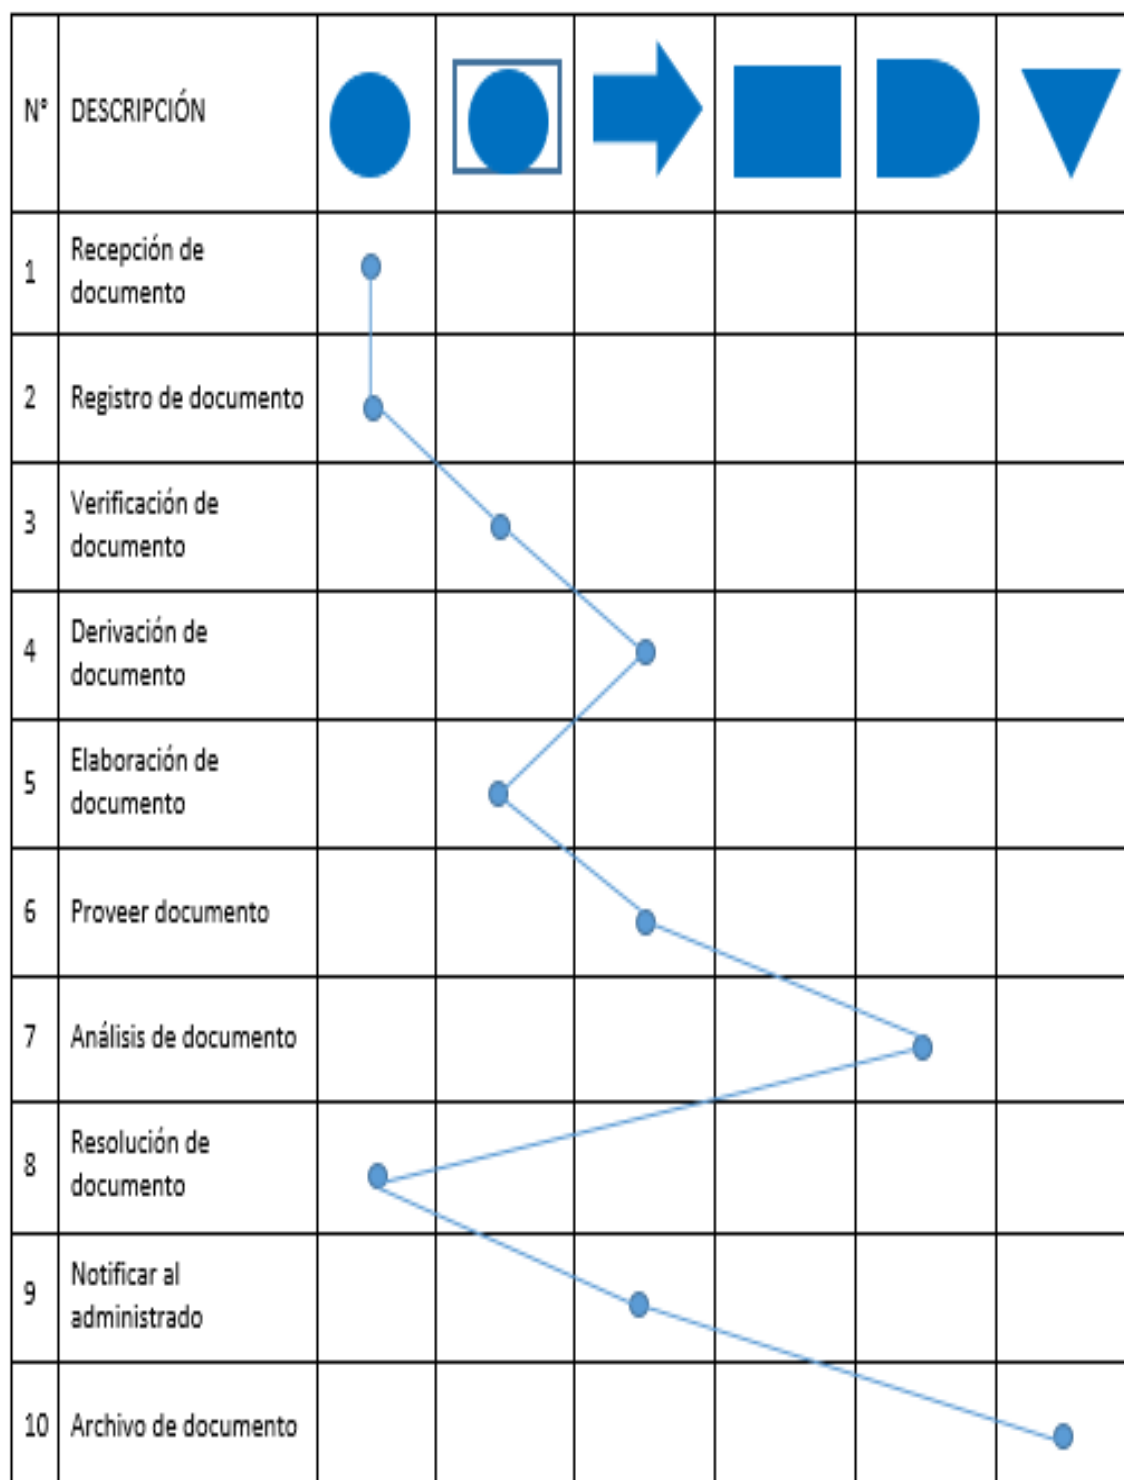 N° DESCRIPCIÓN
1 Recepción de
documento
2 Registro de documento
3 Verificación de
documento
4 Derivación de
documento
5 Elaboración de
documento
6 Proveer documento
7 Análisis de documento
8 Resolución de
documento
9 Notificar al
administrado
10 Archivo de documento